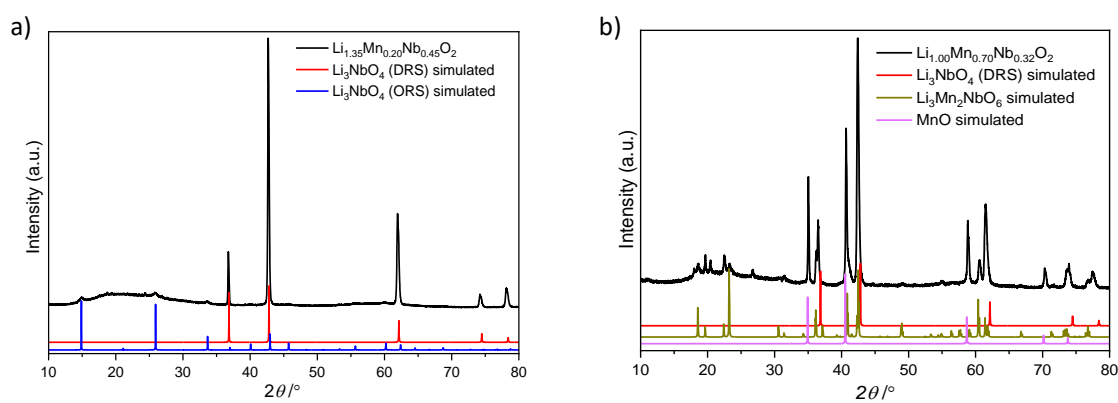 a)
Li₁.₃₅Mn₀.₂₀Nb₀.₄₅O₂
Li₃NbO₄ (DRS) simulated
Li₃NbO₄ (ORS) simulated
Intensity (a.u.)
10 20 30 40 50 60 70 80
2θ /°
b)
Li₁.₀₀Mn₀.₇₀Nb₀.₃₂O₂
Li₃NbO₄ (DRS) simulated
Li₃Mn₂NbO₆ simulated
MnO simulated
Intensity (a.u.)
10 20 30 40 50 60 70 80
2θ /°